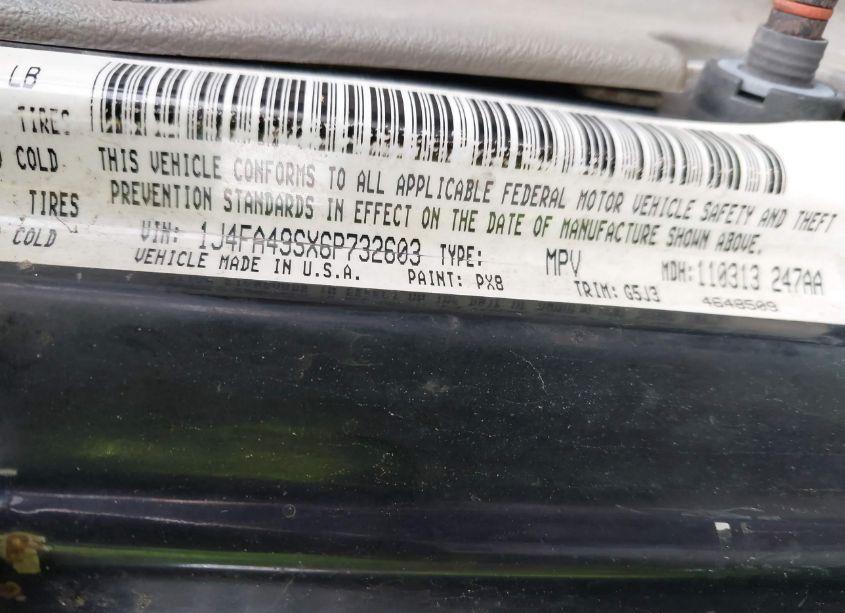 LB
TIRES
COLD THIS VEHICLE CONFORMS TO ALL APPLICABLE FEDERAL MOTOR VEHICLE SAFETY AND THEFT
TIRES PREVENTION STANDARDS IN EFFECT ON THE DATE OF MANUFACTURE SHOWN ABOVE.
COLD VIN: 1J4FA49SX6P732603 TYPE: MPV MDH: 110313 247AA
VEHICLE MADE IN U.S.A. PAINT: PX8 TRIM: G5J3 4648509